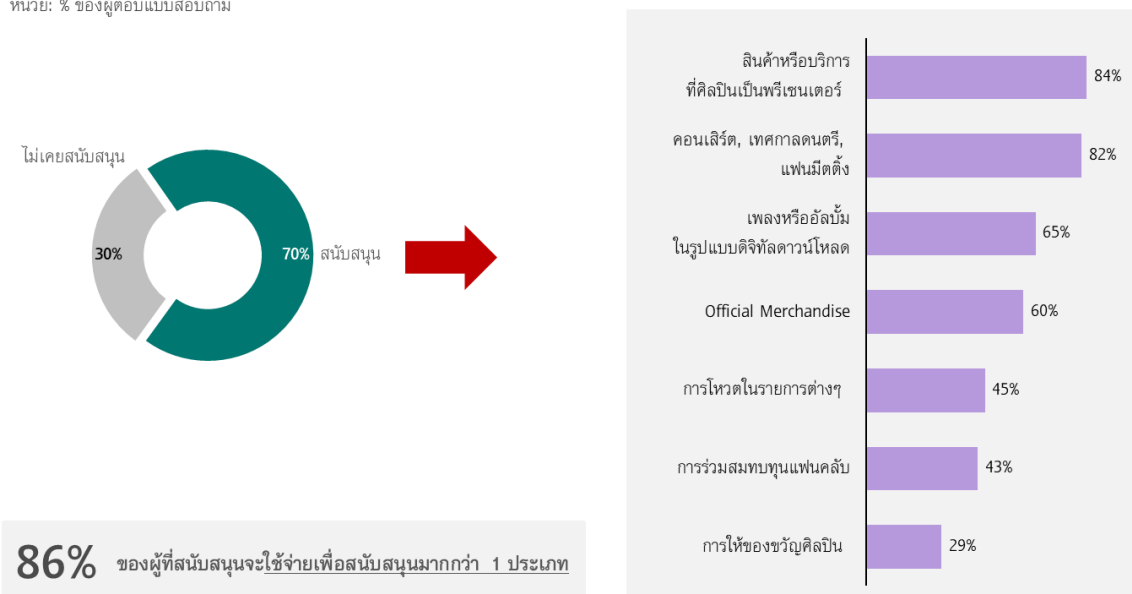 หน่วย: % ของผู้ตอบแบบสอบถาม
ไม่เคยสนับสนุน
30%
70%
สนับสนุน
86% ของผู้ที่สนับสนุนจะใช้จ่ายเพื่อสนับสนุนมากกว่า 1 ประเภท
สินค้าหรือบริการ
ที่ศิลปินเป็นพรีเซนเตอร์
84%
คอนเสิร์ต, เทศกาลดนตรี,
แฟนมีตติ้ง
82%
เพลงหรืออัลบั้ม
ในรูปแบบดิจิทัลดาวน์โหลด
65%
Official Merchandise
60%
การโหวตในรายการต่างๆ
45%
การร่วมสมทบทุนแฟนคลับ
43%
การให้ของขวัญศิลปิน
29%